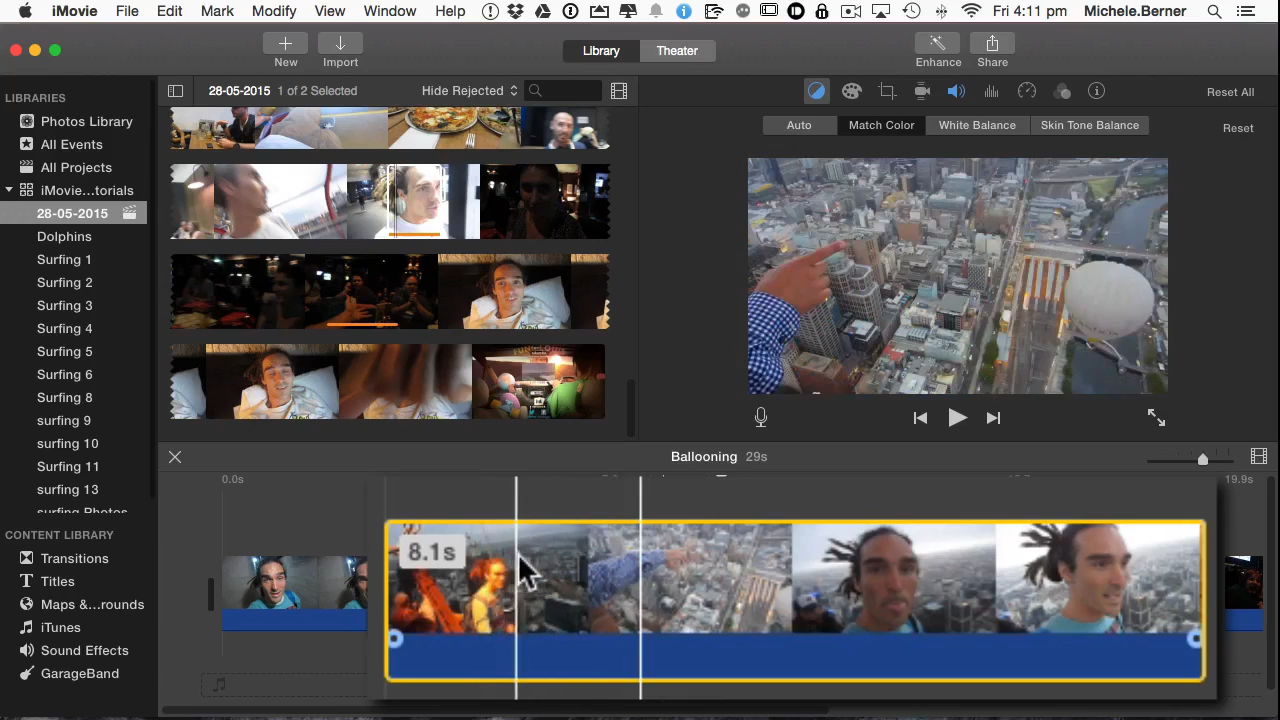 iMovie File Edit Mark Modify View Window Help Fri 4:11 pm Michele.Berner
New Import Library Theater Enhance Share
LIBRARIES
Photos Library
All Events
All Projects
iMovie...torials
28-05-2015
Dolphins
Surfing 1
Surfing 2
Surfing 3
Surfing 4
Surfing 5
Surfing 6
Surfing 8
surfing 9
surfing 10
Surfing 11
surfing 13
surfing Photos
CONTENT LIBRARY
Transitions
Titles
Maps &...rounds
iTunes
Sound Effects
GarageBand
28-05-2015 1 of 2 Selected Hide Rejected
Reset All
Auto Match Color White Balance Skin Tone Balance Reset
Ballooning 29s
0.0s 19.9s
8.1s